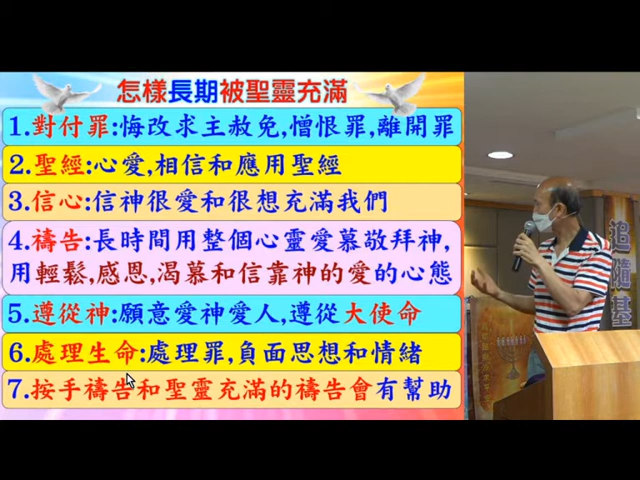 怎樣長期被聖靈充滿
1.對付罪:悔改求主赦免,憎恨罪,離開罪
2.聖經:心愛,相信和應用聖經
3.信心:信神很愛和很想充滿我們
4.禱告:長時間用整個心靈愛慕敬拜神,
用輕鬆,感恩,渴慕和信靠神的愛的心態
5.遵從神:願意愛神愛人,遵從大使命
6.處理生命:處理罪,負面思想和情緒
7.按手禱告和聖靈充滿的禱告會有幫助
追隨基